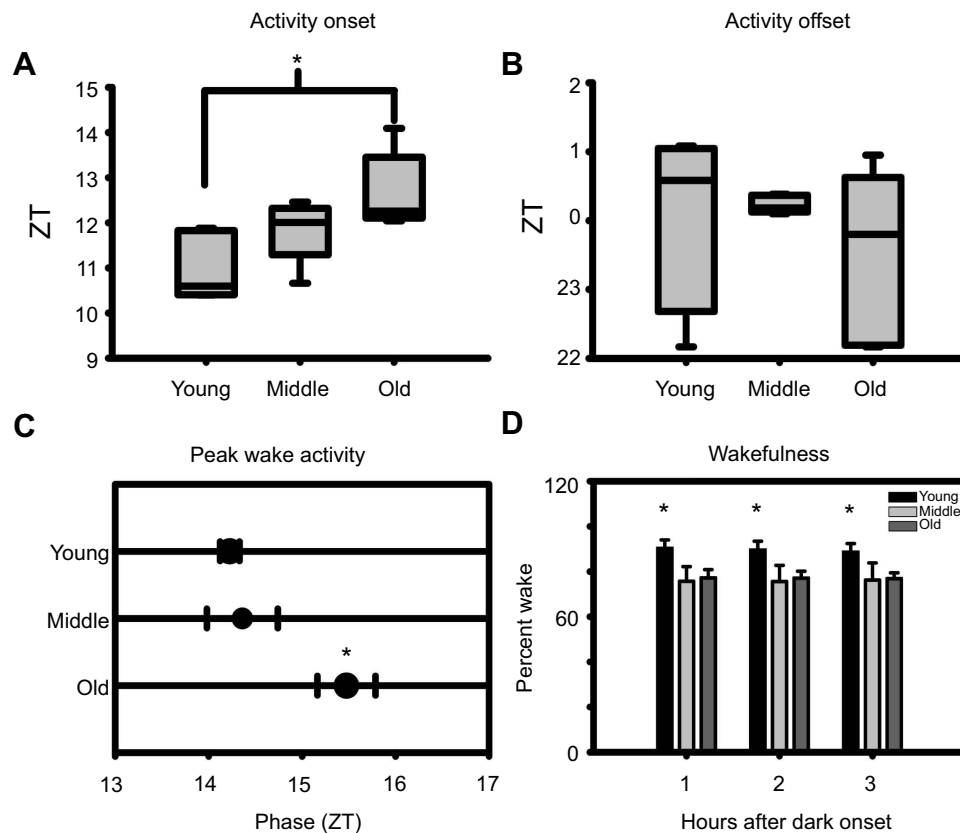 Activity onset
A
*
15
14
13
12
11
10
9
ZT
Young Middle Old
Activity offset
B
2
1
0
23
22
ZT
Young Middle Old
C
Peak wake activity
Young
Middle
Old
*
13 14 15 16 17
Phase (ZT)
D
Wakefulness
120
60
0
Percent wake
* * *
Young
Middle
Old
1 2 3
Hours after dark onset